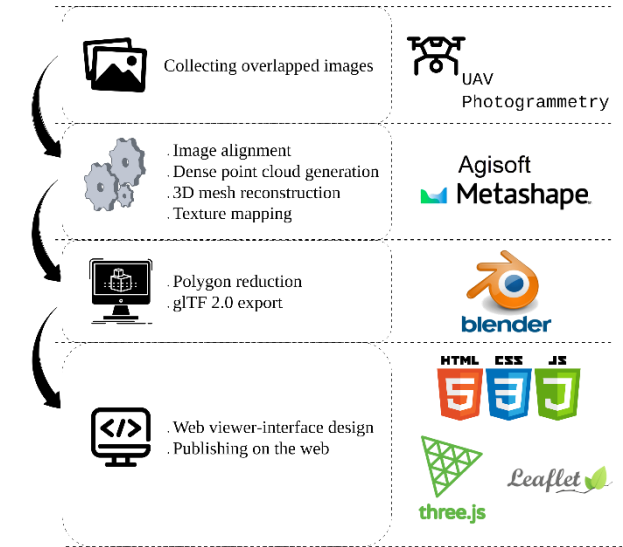 Collecting overlapped images
UAV
Photogrammetry
. Image alignment
. Dense point cloud generation
. 3D mesh reconstruction
. Texture mapping
Agisoft
Metashape
. Polygon reduction
. glTF 2.0 export
blender
HTML CSS JS
5 3 J
. Web viewer-interface design
. Publishing on the web
</>
three.js
Leaflet